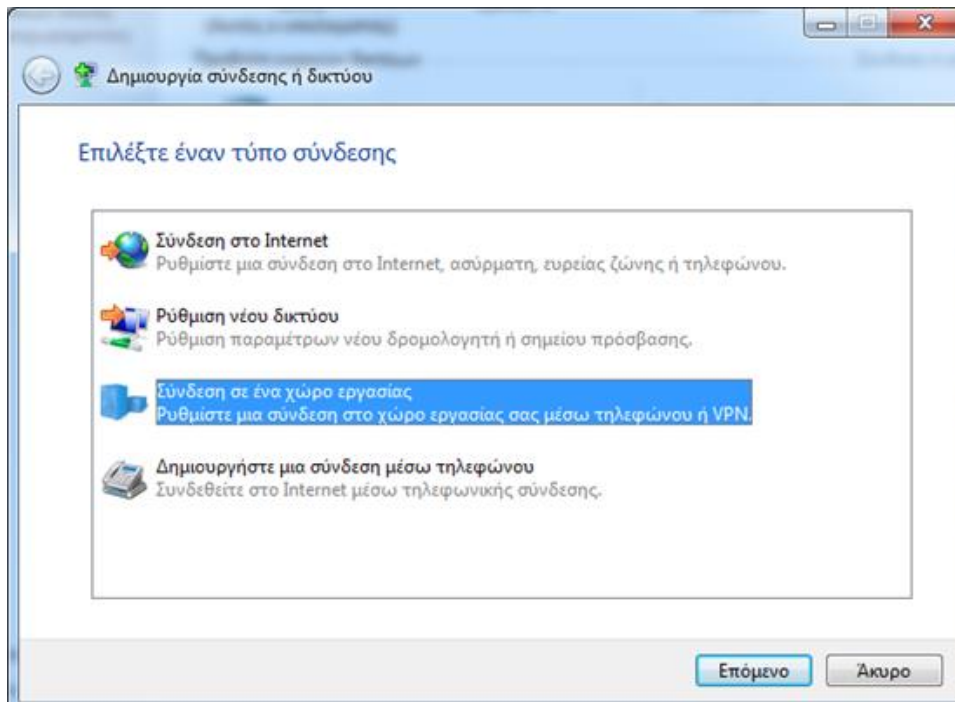 Δημιουργία σύνδεσης ή δικτύου
Επιλέξτε έναν τύπο σύνδεσης
Σύνδεση στο Internet
Ρυθμίστε μια σύνδεση στο Internet, ασύρματη, ευρείας ζώνης ή τηλεφώνου.
Ρύθμιση νέου δικτύου
Ρύθμιση παραμέτρων νέου δρομολογητή ή σημείου πρόσβασης.
Σύνδεση σε ένα χώρο εργασίας
Ρυθμίστε μια σύνδεση στο χώρο εργασίας σας μέσω τηλεφώνου ή VPN.
Δημιουργήστε μια σύνδεση μέσω τηλεφώνου
Συνδεθείτε στο Internet μέσω τηλεφωνικής σύνδεσης.
Επόμενο
Άκυρο